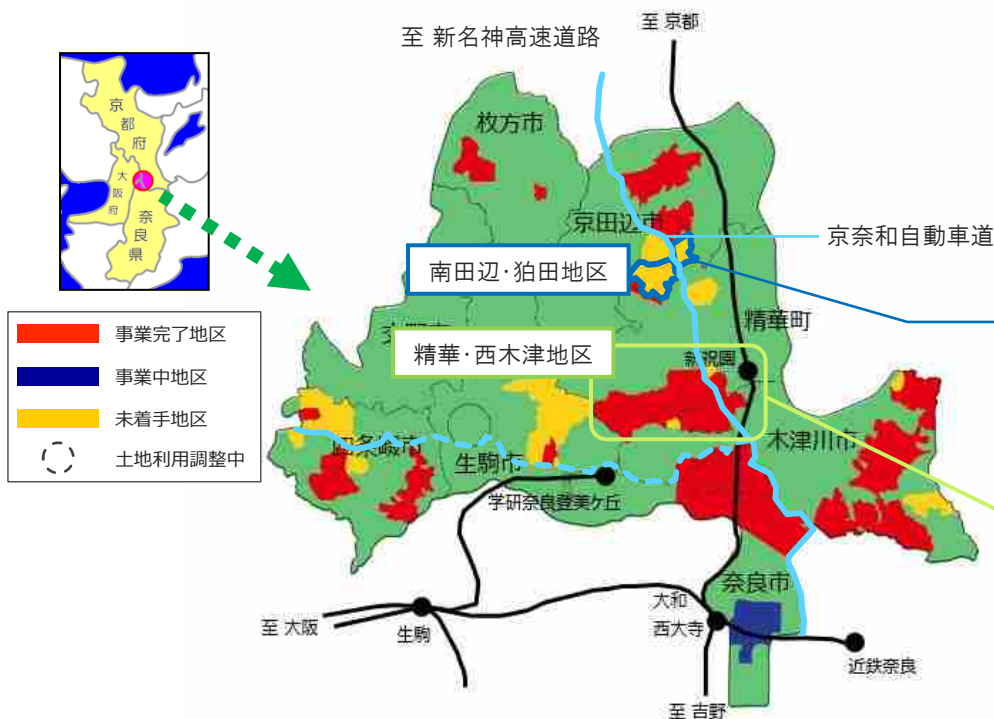 至 京都
至 新名神高速道路
京都府
大阪府
奈良県
枚方市
京田辺市
京奈和自動車道
南田辺・狛田地区
精華町
精華・西木津地区
新祝園
事業完了地区
事業中地区
未着手地区
土地利用調整中
四条畷市
生駒市
木津川市
学研奈良登美ケ丘
奈良市
大和
西大寺
至 大阪
生駒
近鉄奈良
至 吉野